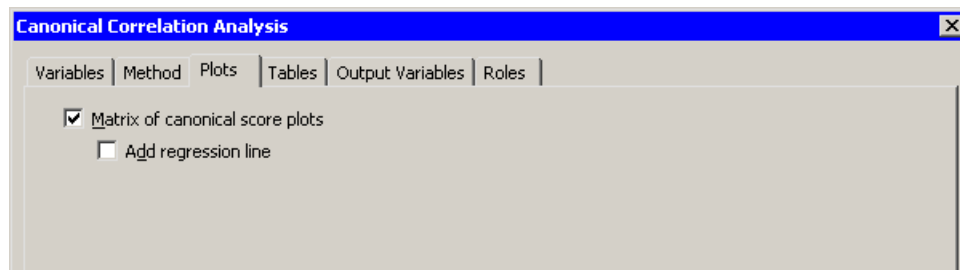 Canonical Correlation Analysis
Variables Method Plots Tables Output Variables Roles
Matrix of canonical score plots
Add regression line